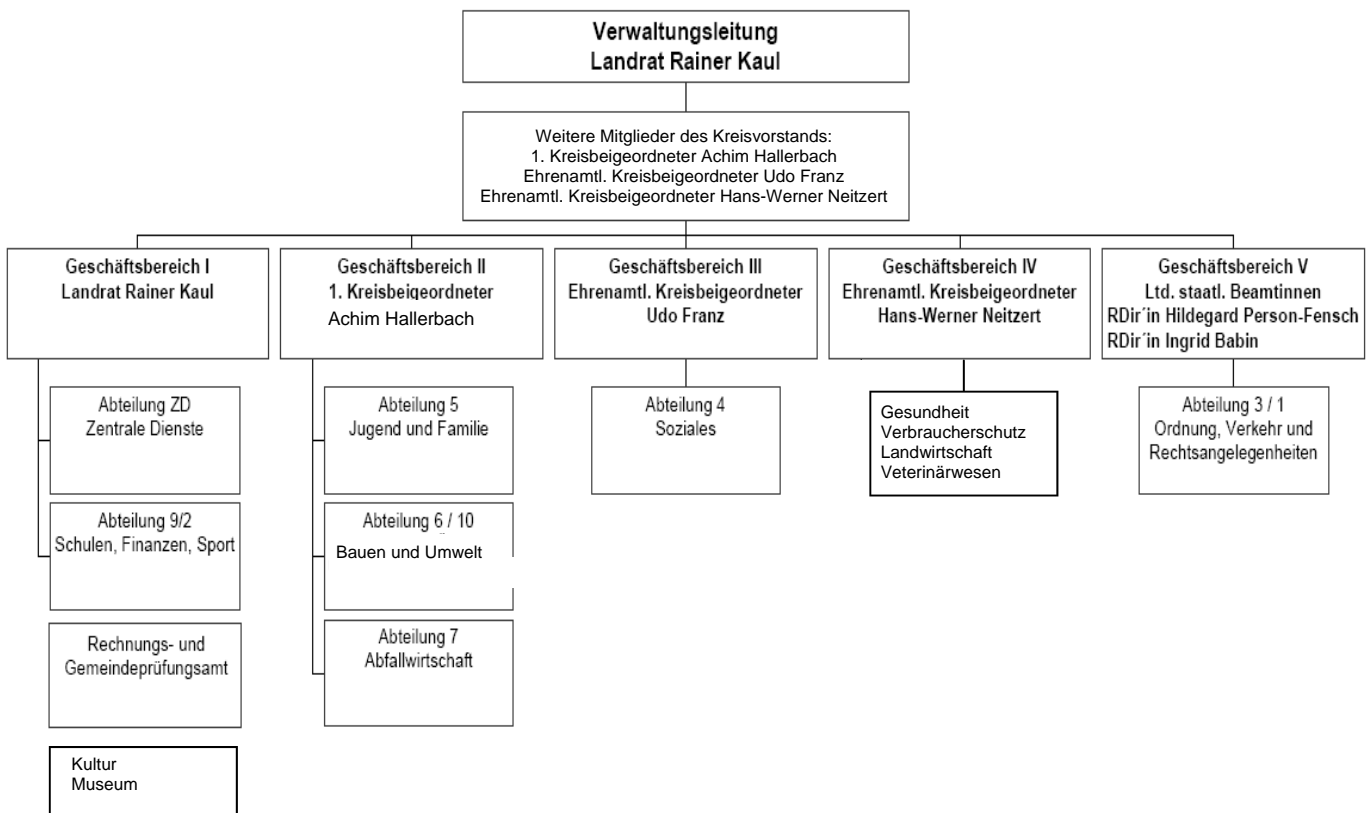 Verwaltungsleitung
Landrat Rainer Kaul
Weitere Mitglieder des Kreisvorstands:
1. Kreisbeigeordneter Achim Hallerbach
Ehrenamtl. Kreisbeigeordneter Udo Franz
Ehrenamtl. Kreisbeigeordneter Hans-Werner Neitzert
Geschäftsbereich I
Landrat Rainer Kaul
Geschäftsbereich II
1. Kreisbeigeordneter
Achim Hallerbach
Geschäftsbereich III
Ehrenamtl. Kreisbeigeordneter
Udo Franz
Geschäftsbereich IV
Ehrenamtl. Kreisbeigeordneter
Hans-Werner Neitzert
Geschäftsbereich V
Ltd. staatl. Beamtinnen
RDir´in Hildegard Person-Fensch
RDir´in Ingrid Babin
Abteilung ZD
Zentrale Dienste
Abteilung 9/2
Schulen, Finanzen, Sport
Rechnungs- und
Gemeindeprüfungsamt
Kultur
Museum
Abteilung 5
Jugend und Familie
Abteilung 6 / 10
Bauen und Umwelt
Abteilung 7
Abfallwirtschaft
Abteilung 4
Soziales
Gesundheit
Verbraucherschutz
Landwirtschaft
Veterinärwesen
Abteilung 3 / 1
Ordnung, Verkehr und
Rechtsangelegenheiten